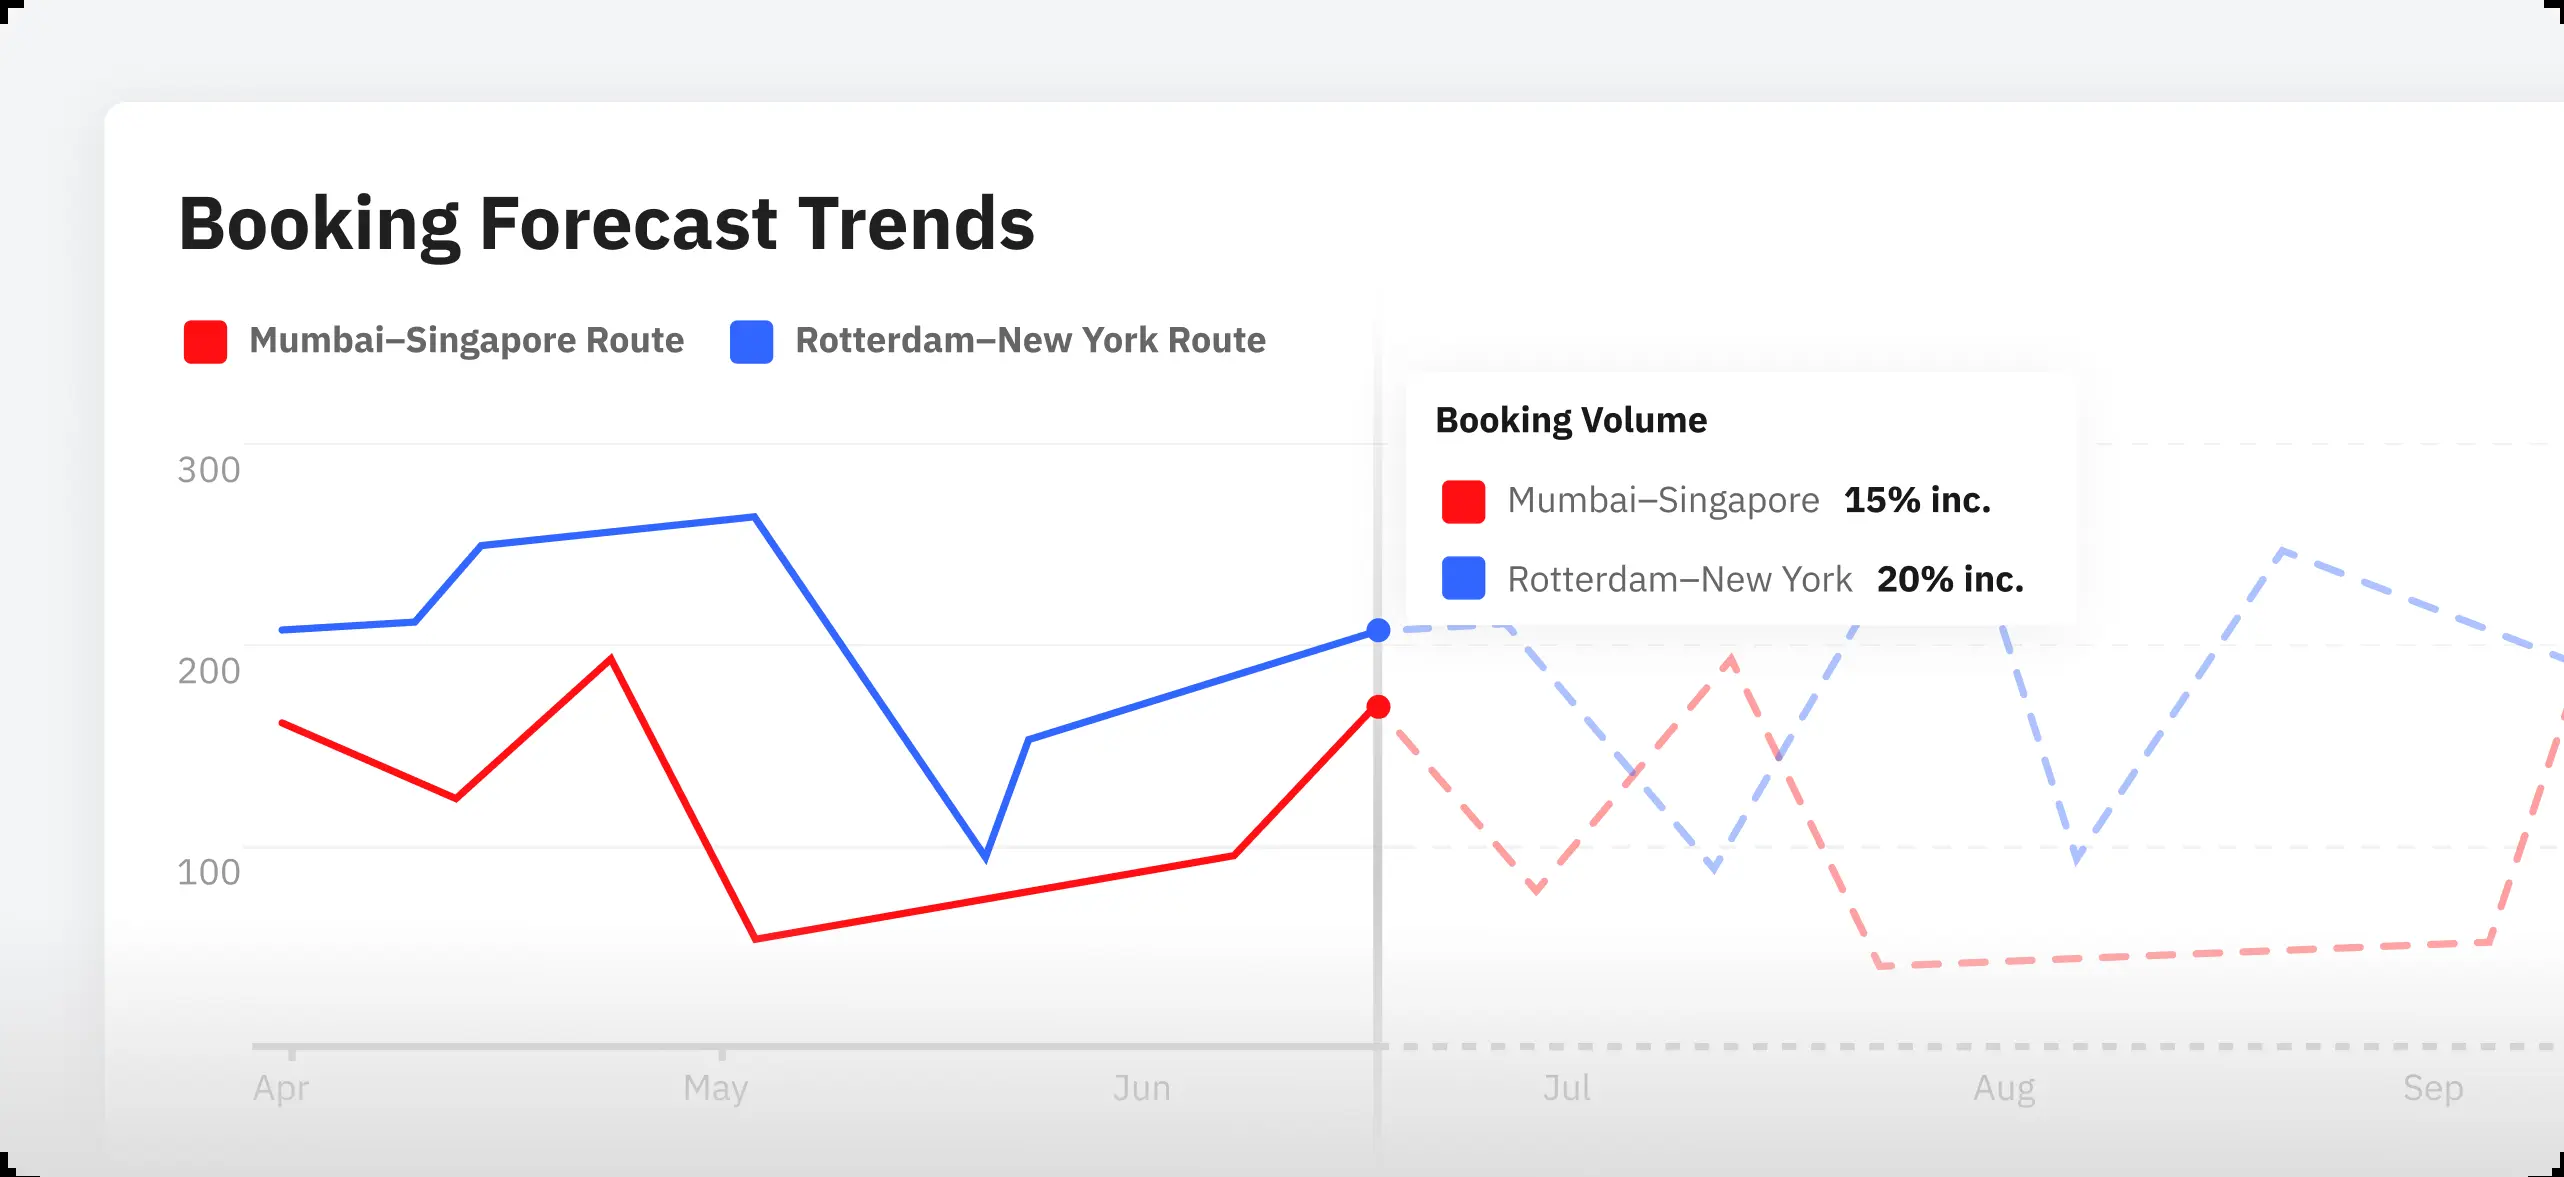 Booking Forecast Trends
Mumbai–Singapore Route Rotterdam–New York Route
Booking Volume
Mumbai–Singapore 15% inc.
Rotterdam–New York 20% inc.
300
200
100
Apr May Jun Jul Aug Sep